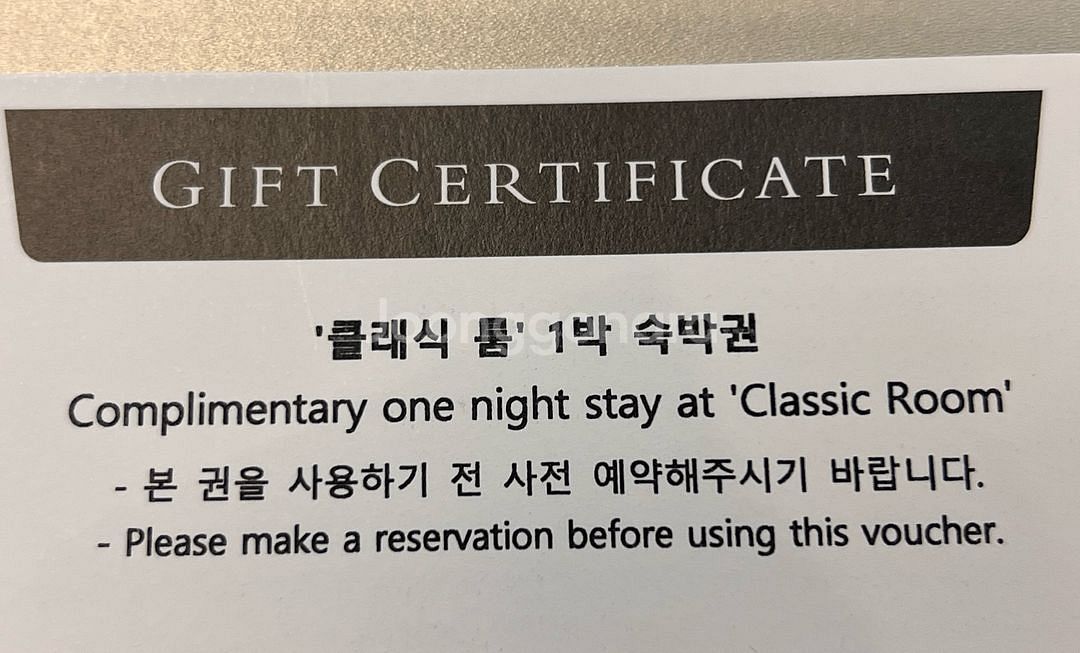 GIFT CERTIFICATE
'클래식 룸' 1박 숙박권
Complimentary one night stay at 'Classic Room'
- 본 권을 사용하기 전 사전 예약해주시기 바랍니다.
- Please make a reservation before using this voucher.